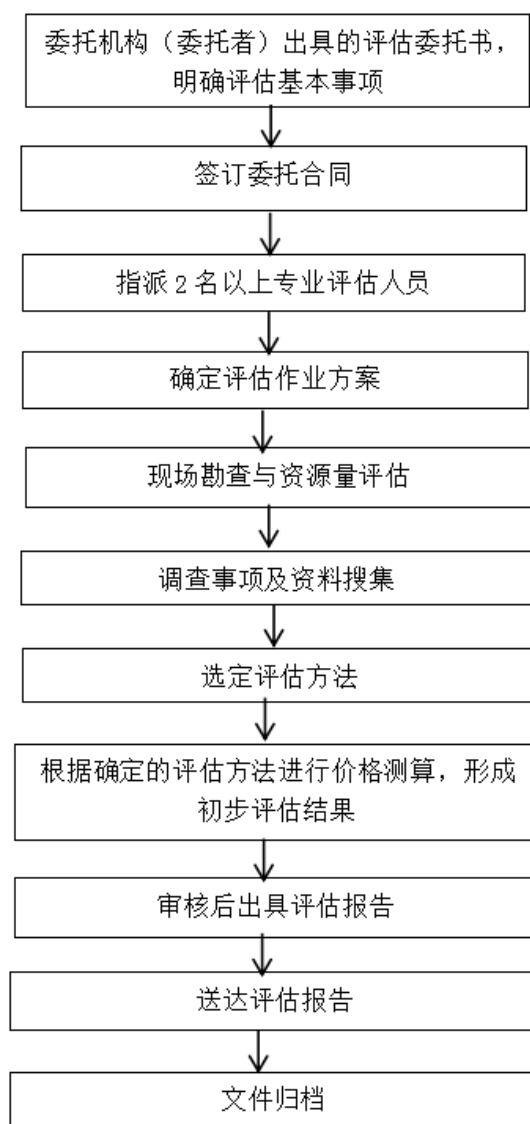 委托机构（委托者）出具的评估委托书，
明确评估基本事项
签订委托合同
指派 2 名以上专业评估人员
确定评估作业方案
现场勘查与资源量评估
调查事项及资料搜集
选定评估方法
根据确定的评估方法进行价格测算，形成
初步评估结果
审核后出具评估报告
送达评估报告
文件归档